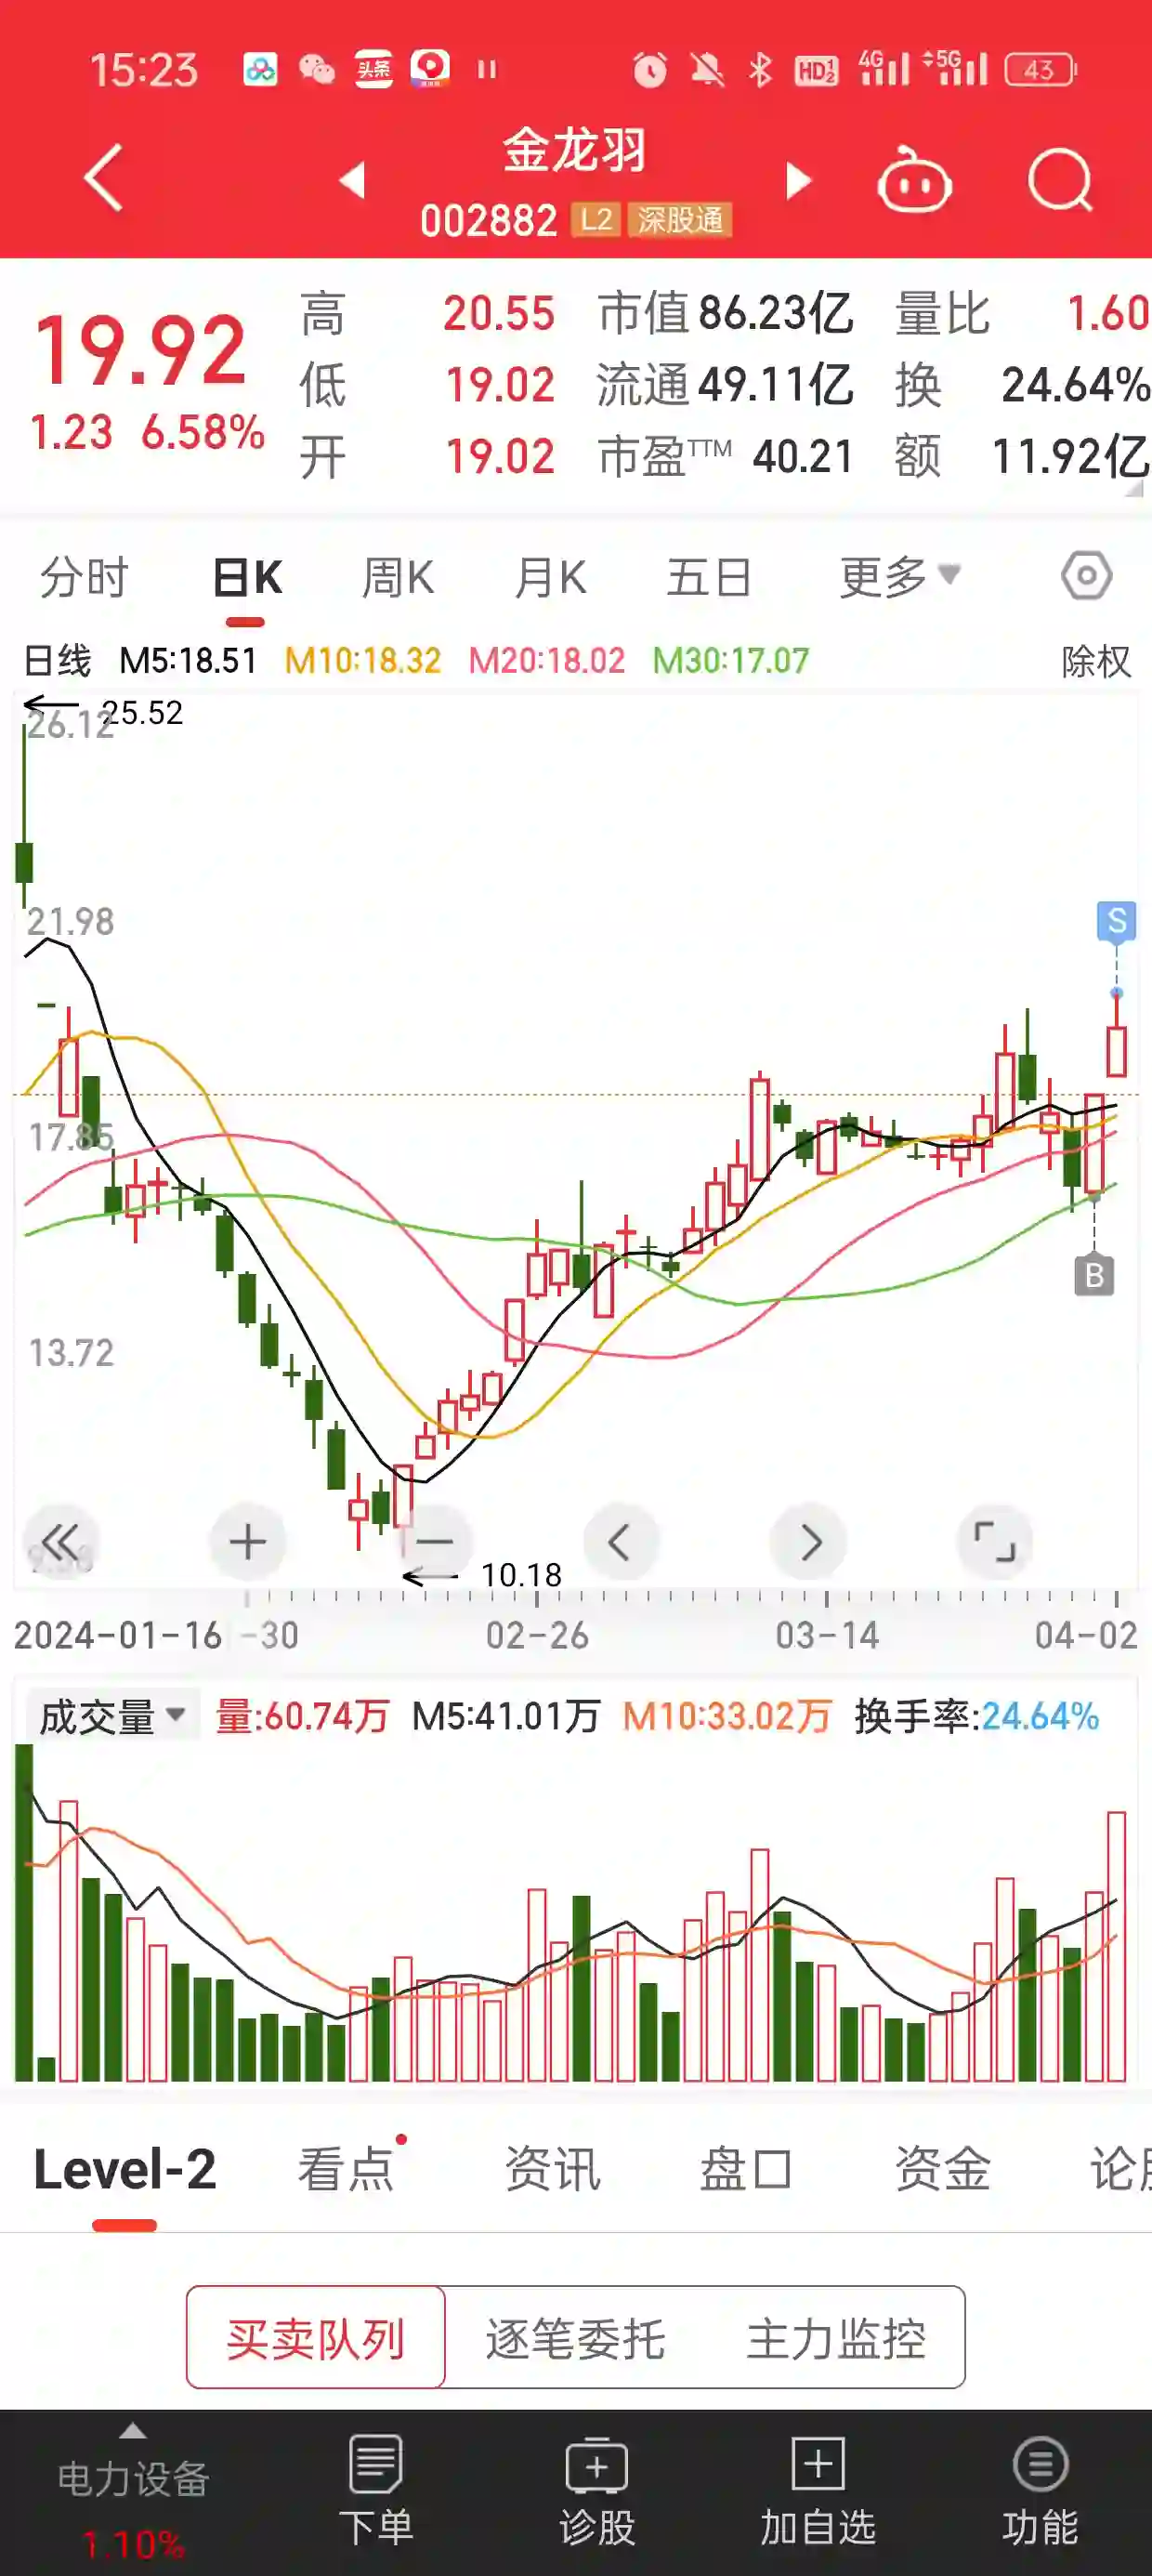 15:23 头条 HD 4G 5G 43
金龙羽
002882 L2 深股通
19.92
1.23 6.58%
高 20.55 市值 86.23亿 量比 1.60
低 19.02 流通 49.11亿 换 24.64%
开 19.02 市盈TTM 40.21 额 11.92亿
分时 日K 周K 月K 五日 更多
日线 M5:18.51 M10:18.32 M20:18.02 M30:17.07 除权
25.52
26.12
21.98
S
17.85
B
13.72
10.18
2024-01-16 -30 02-26 03-14 04-02
成交量 量:60.74万 M5:41.01万 M10:33.02万 换手率:24.64%
Level-2 看点 资讯 盘口 资金 论
买卖队列 逐笔委托 主力监控
电力设备
1.10%
下单 诊股 加自选 功能